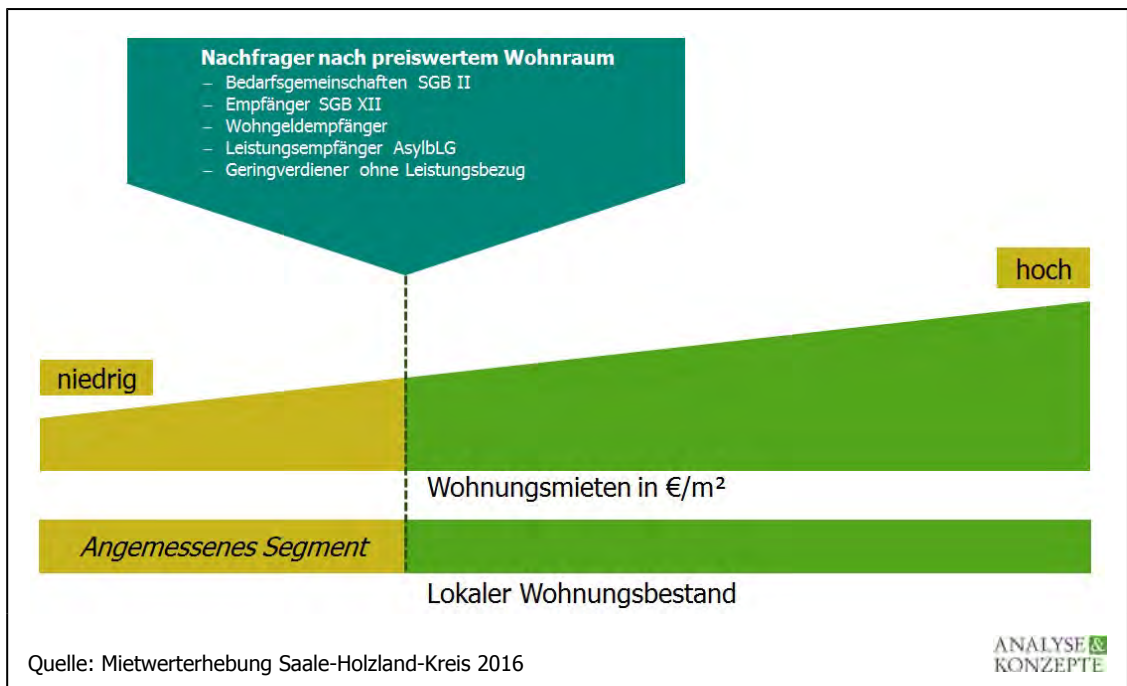 Nachfrager nach preiswertem Wohnraum
– Bedarfsgemeinschaften SGB II
– Empfänger SGB XII
– Wohngeldempfänger
– Leistungsempfänger AsylbLG
– Geringverdiener ohne Leistungsbezug
hoch
niedrig
Wohnungsmieten in €/m²
Angemessenes Segment
Lokaler Wohnungsbestand
Quelle: Mietwerterhebung Saale-Holzland-Kreis 2016
ANALYSE &
KONZEPTE